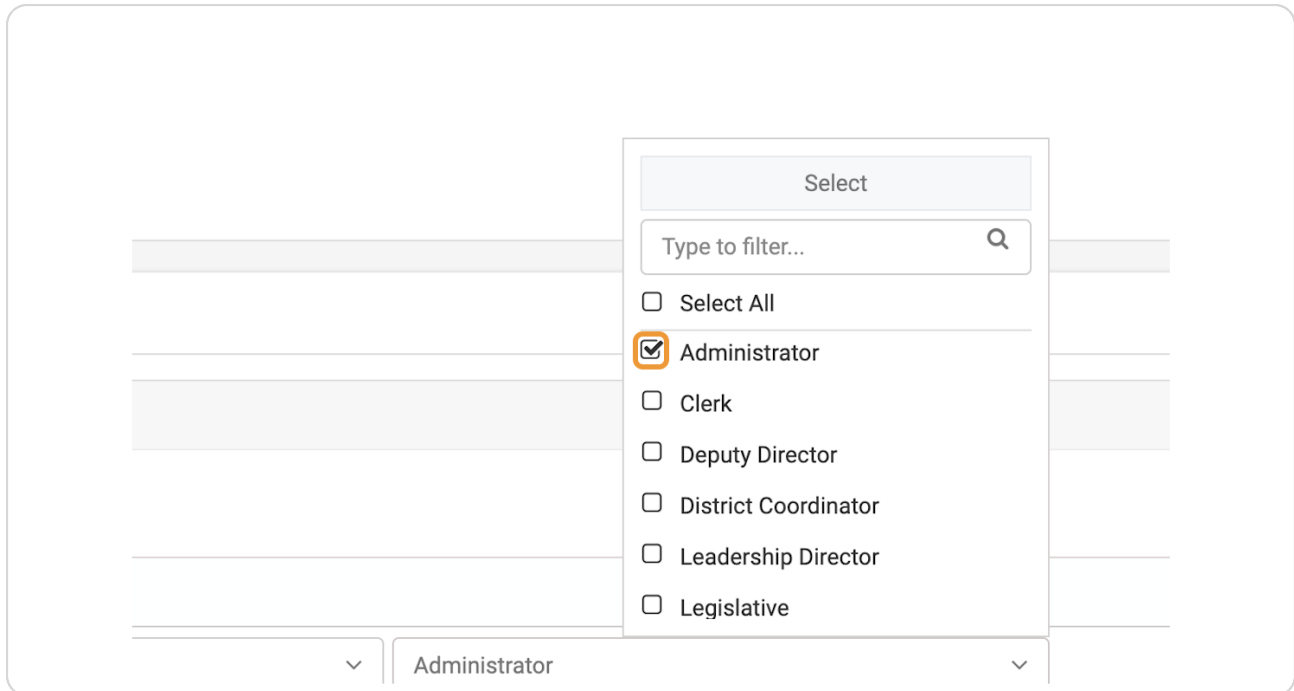 Select
Type to filter...
Select All
Administrator
Clerk
Deputy Director
District Coordinator
Leadership Director
Legislative
Administrator